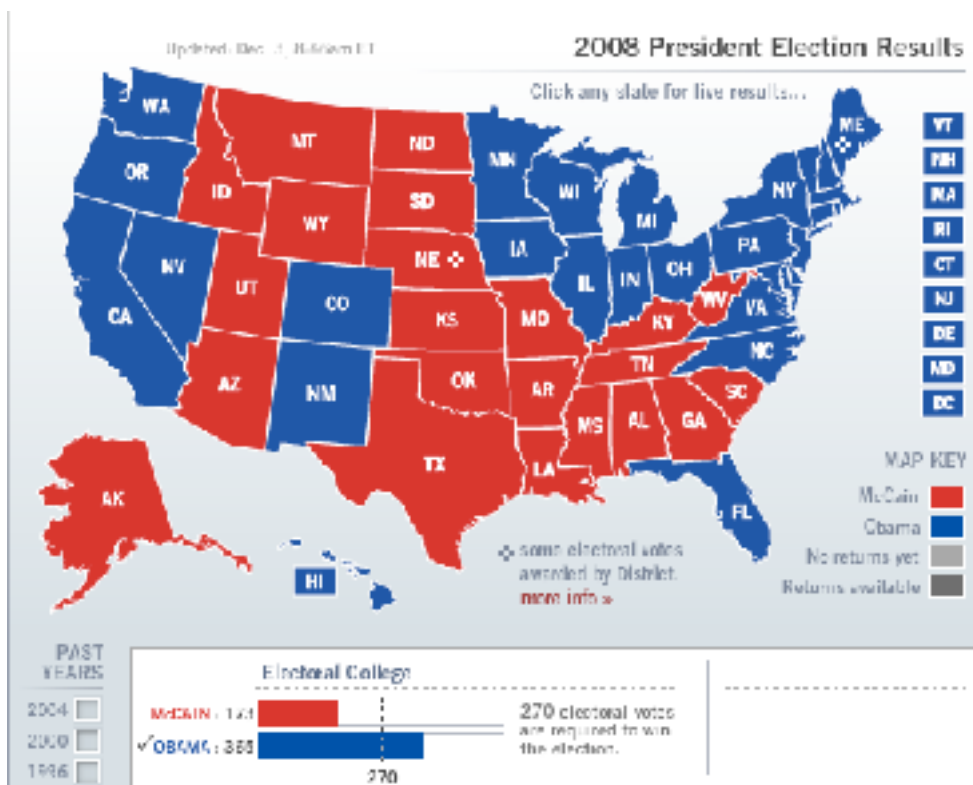 2008 President Election Results
Updated: Dec
Click any state for live results...
WA
MT
ND
MN
ME
VT
OR
ID
SD
WI
NY
NH
WY
MI
MA
NE
IA
PA
RI
NV
UT
CO
IL
IN
OH
CT
CA
KS
MO
KY
WV
VA
NJ
AZ
NM
OK
AR
TN
NC
DE
MS
AL
GA
SC
MD
TX
LA
DC
AK
HI
FL
MAP KEY
McCain
Obama
No returns yet
Returns available
some electoral votes
awarded by District.
more info »
PAST
YEARS
2004
2000
1996
Electoral College
McCAIN : 173
OBAMA : 365
270
270 electoral votes
are required to win
the election.